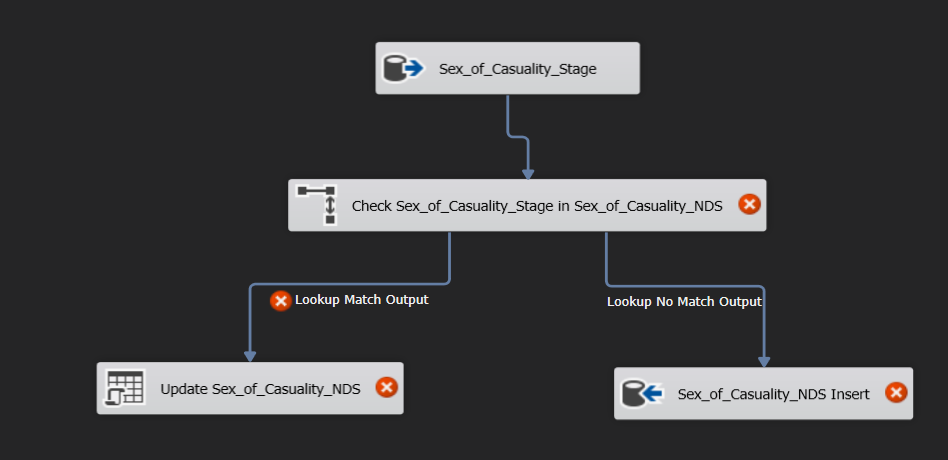 Sex_of_Casuality_Stage
Check Sex_of_Casuality_Stage in Sex_of_Casuality_NDS
Lookup Match Output
Lookup No Match Output
Update Sex_of_Casuality_NDS
Sex_of_Casuality_NDS Insert